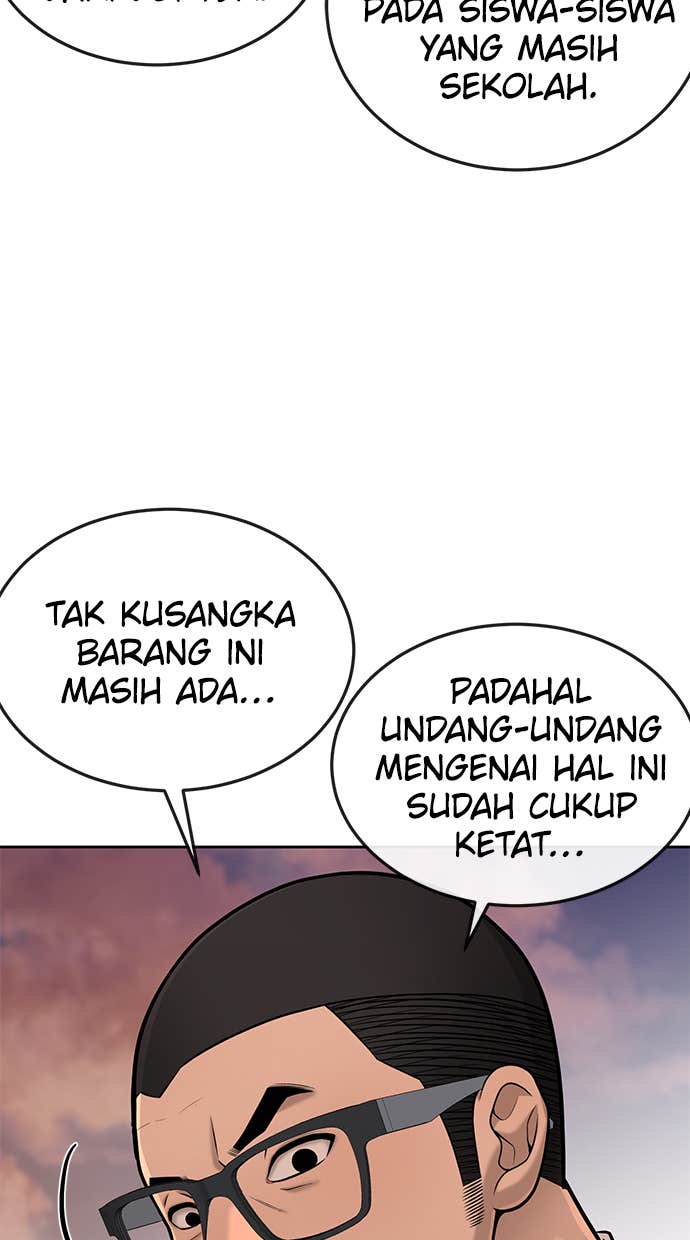 PADA SISWA-SISWA
YANG MASIH
SEKOLAH.
TAK KUSANGKA
BARANG INI
MASIH ADA...
PADAHAL
UNDANG-UNDANG
MENGENAI HAL INI
SUDAH CUKUP
KETAT...